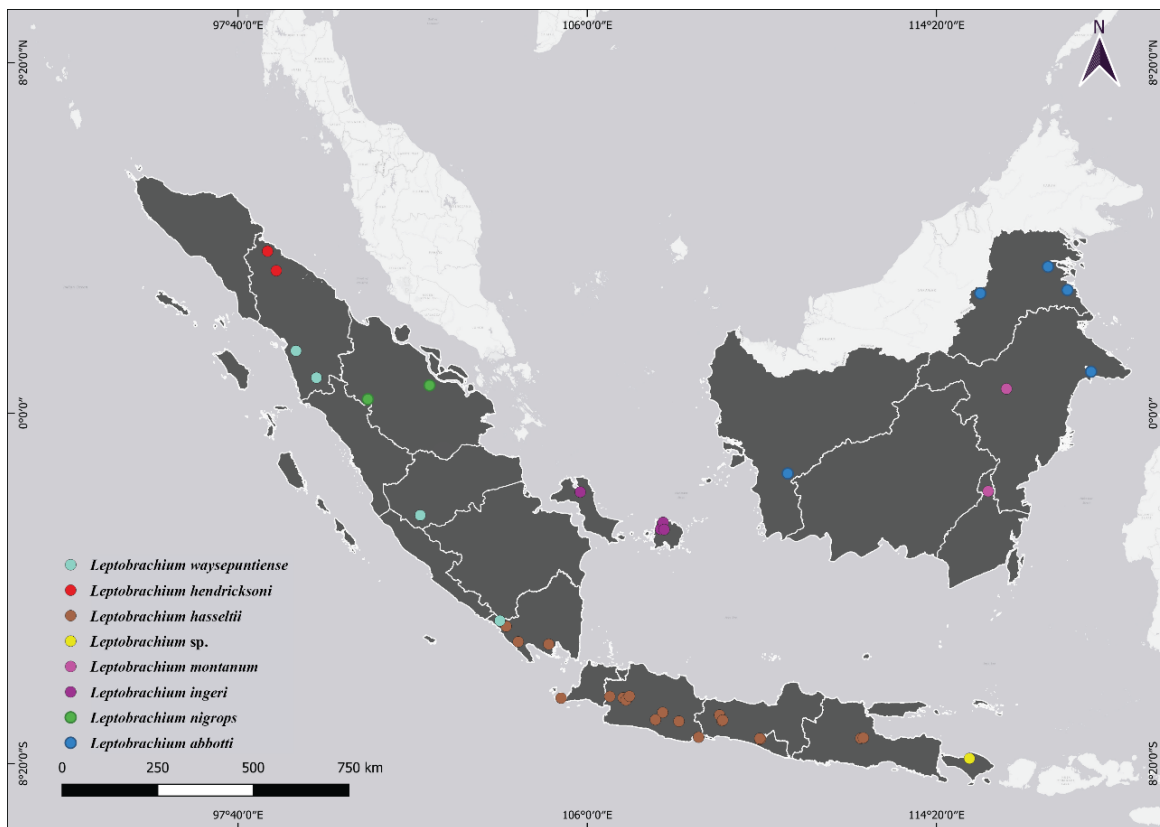 97°40'0"E 106°0'0"E 114°20'0"E
N
8°20'0"N 8°20'0"N
0°0'0" 0°0'0"
Leptobrachium waysepuntiense
Leptobrachium hendricksoni
Leptobrachium hasseltii
Leptobrachium sp.
Leptobrachium montanum
Leptobrachium ingeri
Leptobrachium nigrops
Leptobrachium abbotti
8°20'0"S 8°20'0"S
0 250 500 750 km
97°40'0"E 106°0'0"E 114°20'0"E